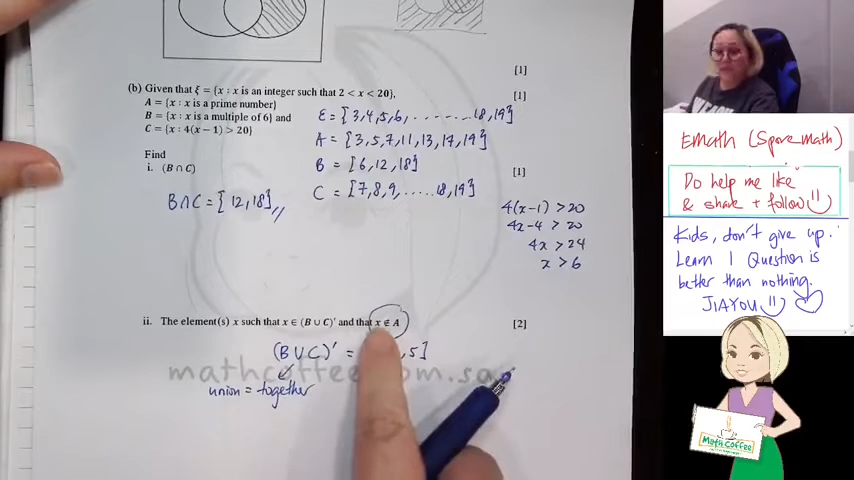 [1]
(b) Given that ξ = {x : x is an integer such that 2 < x < 20},
[1]
A = {x : x is a prime number}
B = {x : x is a multiple of 6} and
C = {x : 4(x − 1) > 20}
ε = {3,4,5,6, ........ 18,19}
A = {3,5,7,11,13,17,19}
B = {6,12,18}
C = {7,8,9, ..... 18,19}
Find
i. (B ∩ C)
[1]
B∩C = {12,18}//
4(x−1) > 20
4x−4 > 20
4x > 24
x > 6
ii. The element(s) x such that x ∈ (B ∪ C)′ and that x ∉ A
[2]
(B∪C)′ = ,5}
union = together
EMath (Spore Math)
Do help me like
& share + follow
Kids, don't give up.
Learn 1 Question is
better than nothing.
JIAYOU
Math Coffee